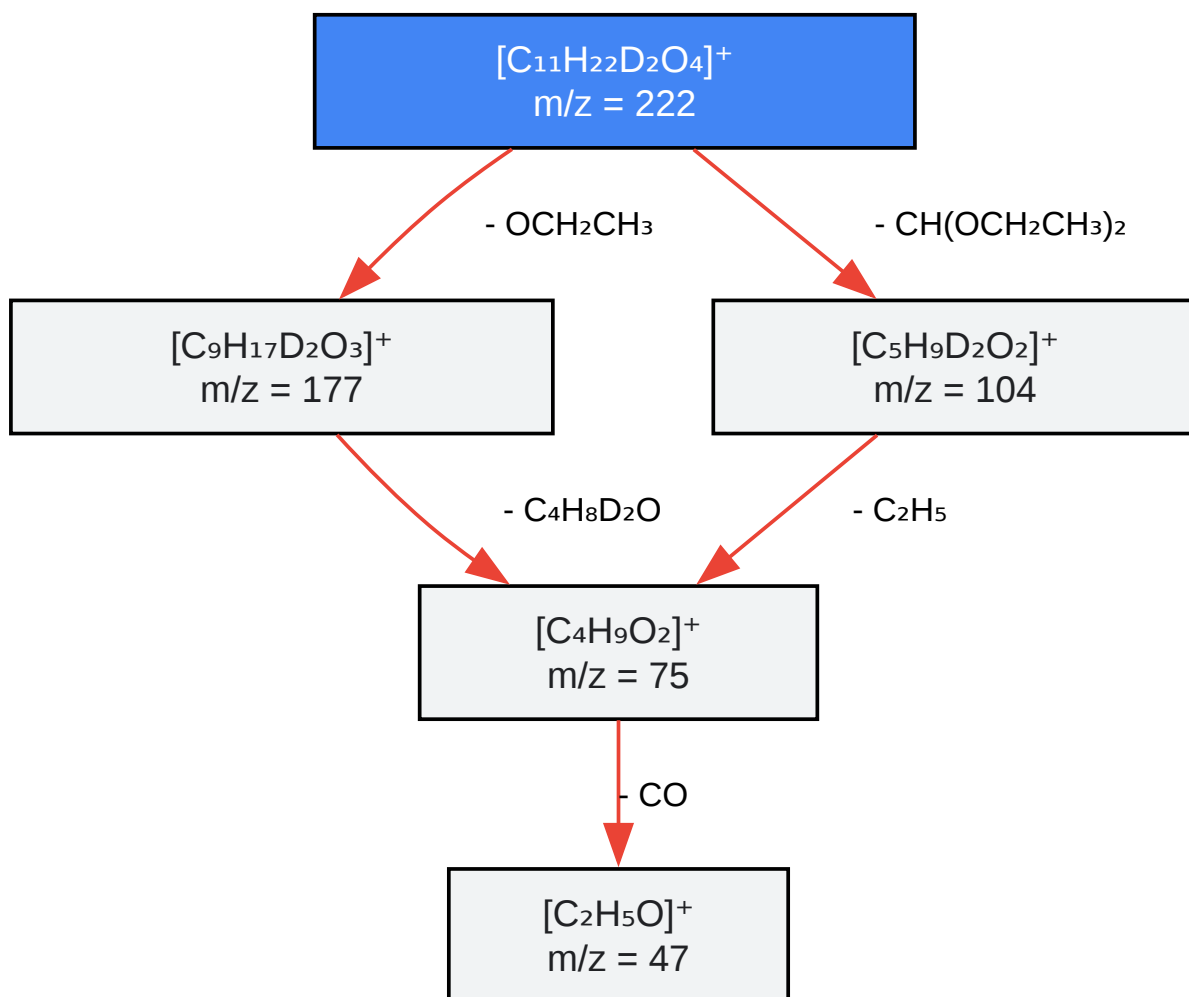 [C₁₁H₂₂D₂O₄]⁺
m/z = 222
- OCH₂CH₃
- CH(OCH₂CH₃)₂
[C₉H₁₇D₂O₃]⁺
m/z = 177
[C₅H₉D₂O₂]⁺
m/z = 104
- C₄H₈D₂O
- C₂H₅
[C₄H₉O₂]⁺
m/z = 75
- CO
[C₂H₅O]⁺
m/z = 47